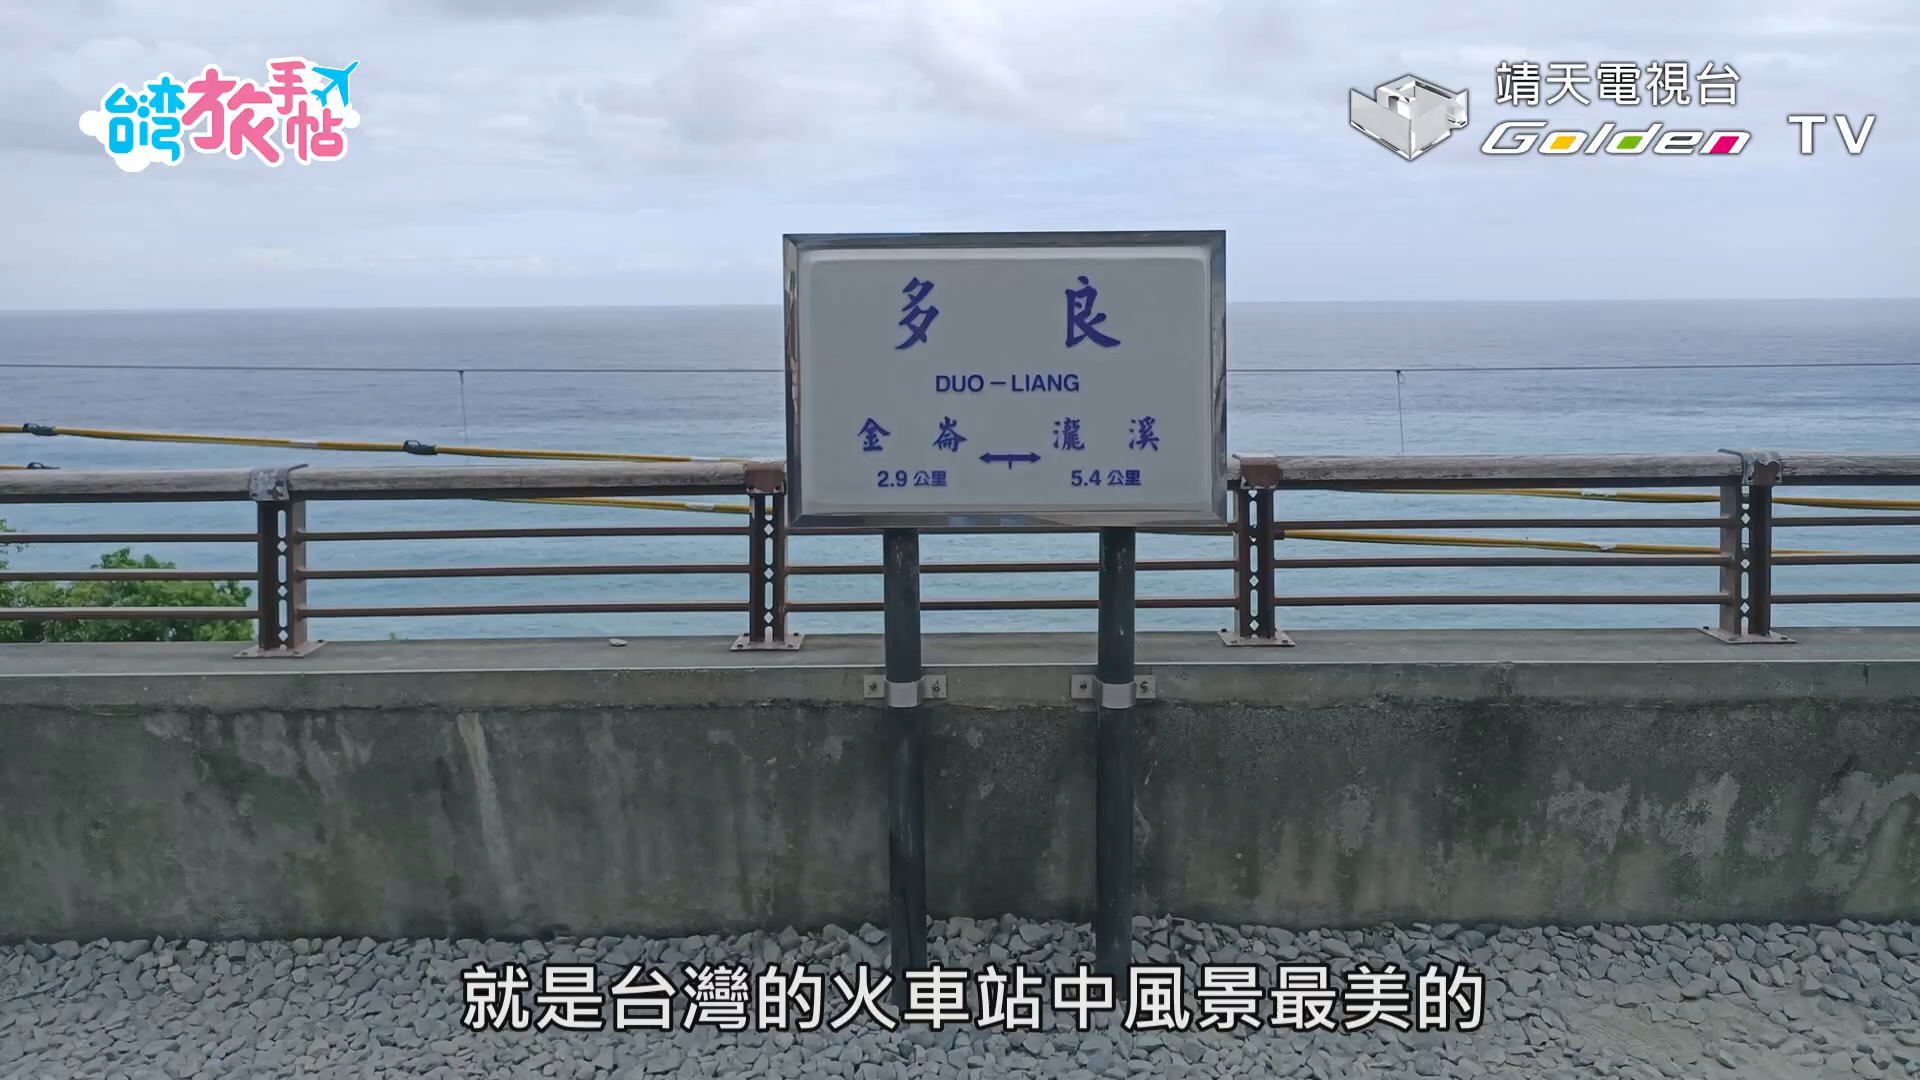 台灣旅手帖
靖天電視台
Golden TV
多良
DUO－LIANG
金崙 瀧溪
2.9 公里 5.4 公里
就是台灣的火車站中風景最美的